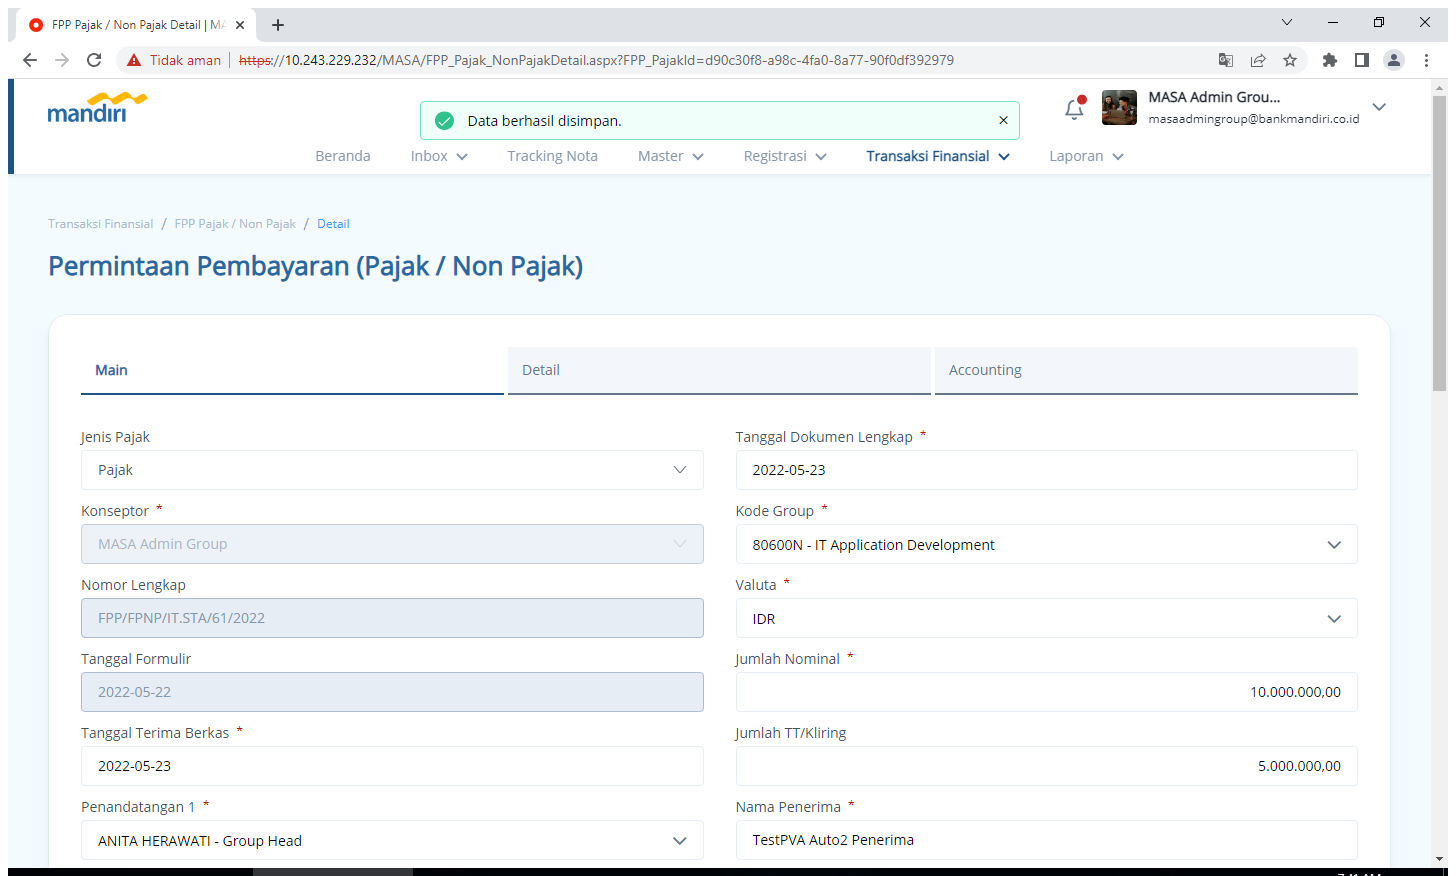 FPP Pajak / Non Pajak Detail | MA
Tidak aman
https://10.243.229.232/MASA/FPP_Pajak_NonPajakDetail.aspx?FPP_PajakId=d90c30f8-a98c-4fa0-8a77-90f0df392979
mandiri
Data berhasil disimpan.
MASA Admin Grou...
masaadmingroup@bankmandiri.co.id
Beranda Inbox Tracking Nota Master Registrasi Transaksi Finansial Laporan
Transaksi Finansial / FPP Pajak / Non Pajak / Detail
Permintaan Pembayaran (Pajak / Non Pajak)
Main Detail Accounting
Jenis Pajak
Pajak
Tanggal Dokumen Lengkap *
2022-05-23
Konseptor *
MASA Admin Group
Kode Group *
80600N - IT Application Development
Nomor Lengkap
FPP/FPNP/IT.STA/61/2022
Valuta *
IDR
Tanggal Formulir
2022-05-22
Jumlah Nominal *
10.000.000,00
Tanggal Terima Berkas *
2022-05-23
Jumlah TT/Kliring
5.000.000,00
Penandatangan 1 *
ANITA HERAWATI - Group Head
Nama Penerima *
TestPVA Auto2 Penerima